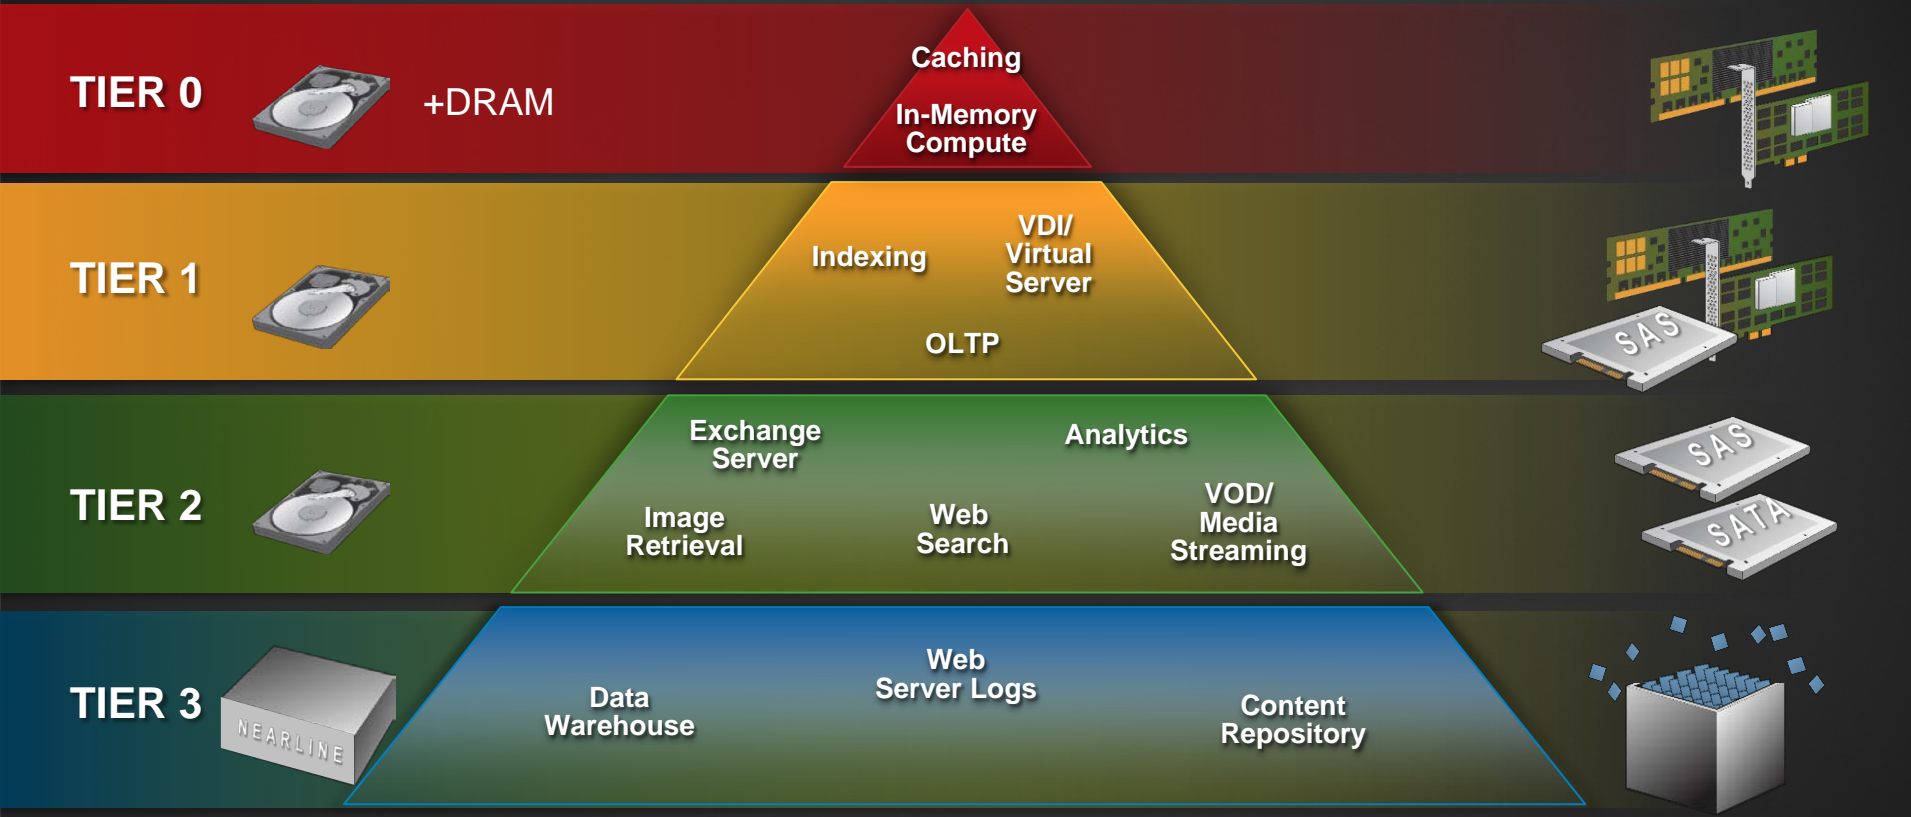 TIER 0
+DRAM
Caching
In-Memory
Compute
TIER 1
Indexing
VDI/
Virtual
Server
OLTP
SAS
TIER 2
Exchange
Server
Analytics
Image
Retrieval
Web
Search
VOD/
Media
Streaming
SAS
SATA
TIER 3
NEARLINE
Data
Warehouse
Web
Server Logs
Content
Repository